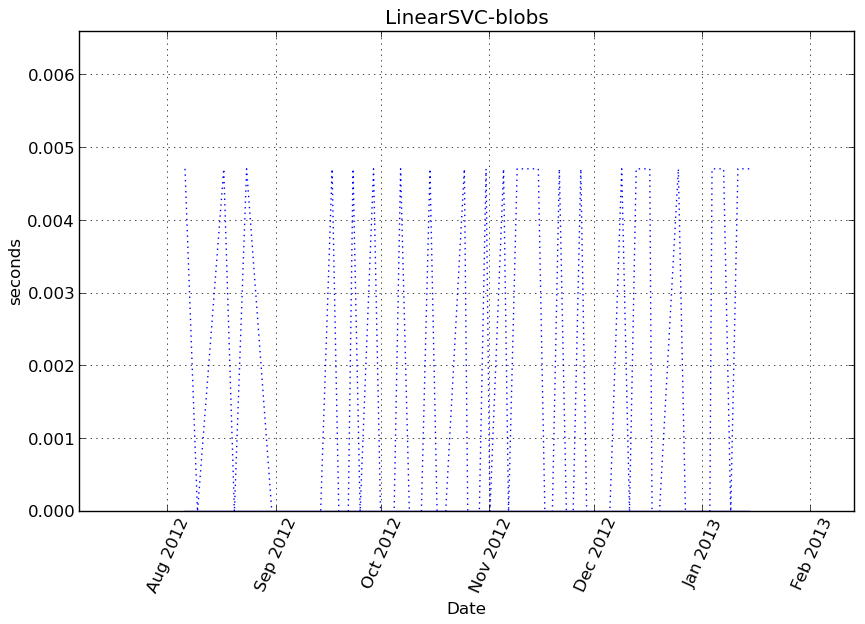 LinearSVC-blobs
0.006
0.005
0.004
0.003
0.002
0.001
0.000
seconds
Aug 2012
Sep 2012
Oct 2012
Nov 2012
Dec 2012
Jan 2013
Feb 2013
Date